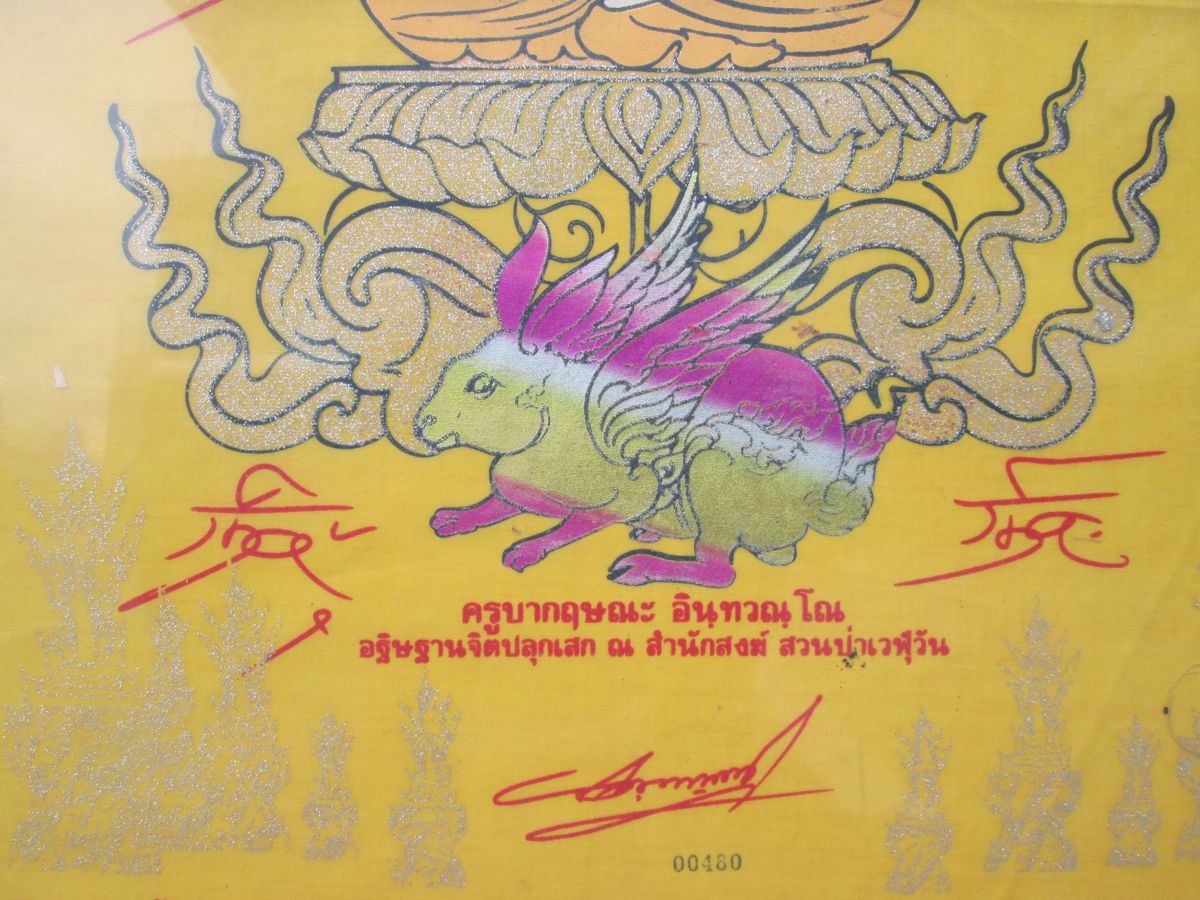 ครูบากฤษณะ อินฺทวณฺโณ
อธิษฐานจิตปลุกเสก ณ สำนักสงฆ์ สวนป่าเวฬุวัน
00480